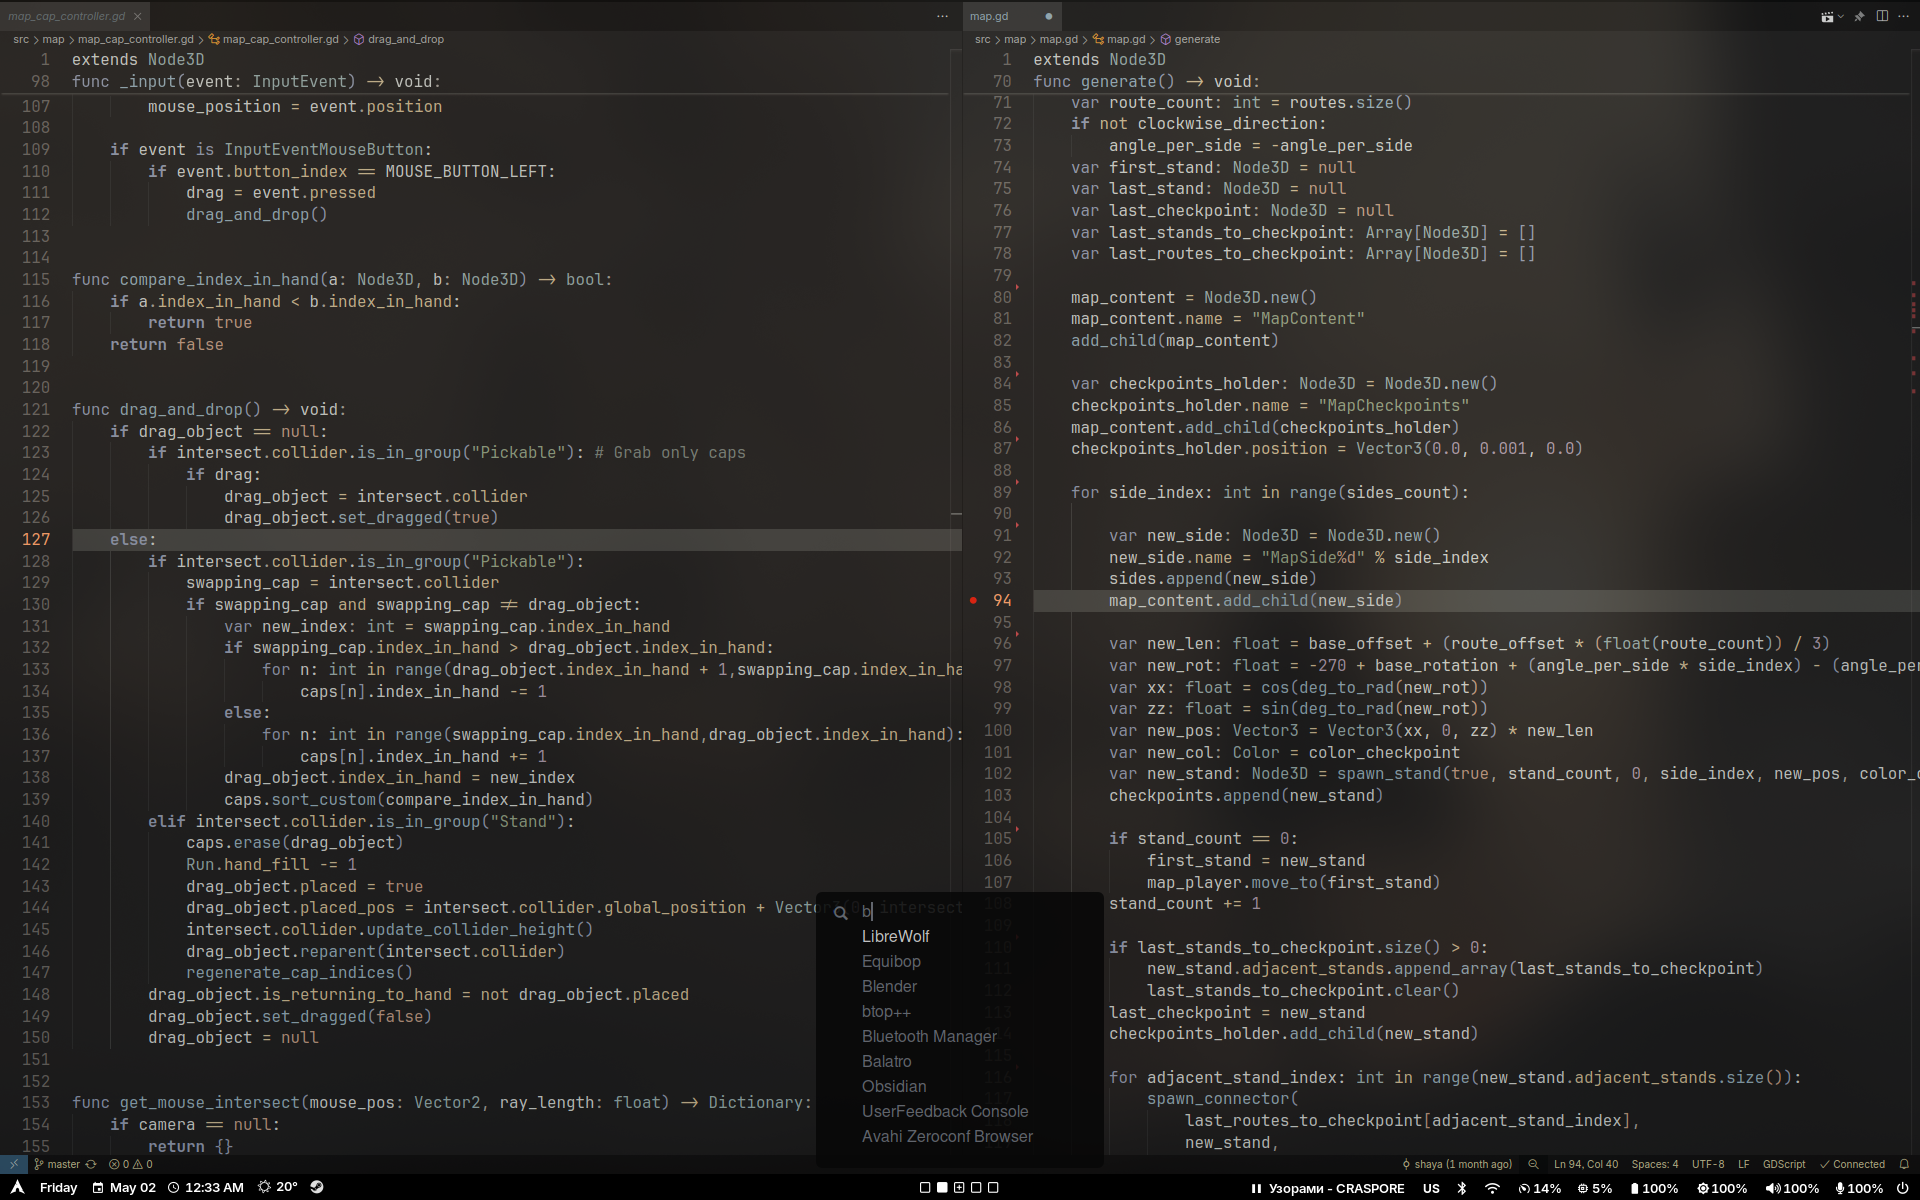 map_cap_controller.gd
src > map > map_cap_controller.gd > map_cap_controller.gd > drag_and_drop
1 extends Node3D
98 func _input(event: InputEvent) -> void:
107 mouse_position = event.position
108
109 if event is InputEventMouseButton:
110 if event.button_index == MOUSE_BUTTON_LEFT:
111 drag = event.pressed
112 drag_and_drop()
113
114
115 func compare_index_in_hand(a: Node3D, b: Node3D) -> bool:
116 if a.index_in_hand < b.index_in_hand:
117 return true
118 return false
119
120
121 func drag_and_drop() -> void:
122 if drag_object == null:
123 if intersect.collider.is_in_group("Pickable"): # Grab only caps
124 if drag:
125 drag_object = intersect.collider
126 drag_object.set_dragged(true)
127 else:
128 if intersect.collider.is_in_group("Pickable"):
129 swapping_cap = intersect.collider
130 if swapping_cap and swapping_cap != drag_object:
131 var new_index: int = swapping_cap.index_in_hand
132 if swapping_cap.index_in_hand > drag_object.index_in_hand:
133 for n: int in range(drag_object.index_in_hand + 1,swapping_cap.index_in_ha
134 caps[n].index_in_hand -= 1
135 else:
136 for n: int in range(swapping_cap.index_in_hand,drag_object.index_in_hand):
137 caps[n].index_in_hand += 1
138 drag_object.index_in_hand = new_index
139 caps.sort_custom(compare_index_in_hand)
140 elif intersect.collider.is_in_group("Stand"):
141 caps.erase(drag_object)
142 Run.hand_fill -= 1
143 drag_object.placed = true
144 drag_object.placed_pos = intersect.collider.global_position + Vector3(0, intersect
145 intersect.collider.update_collider_height()
146 drag_object.reparent(intersect.collider)
147 regenerate_cap_indices()
148 drag_object.is_returning_to_hand = not drag_object.placed
149 drag_object.set_dragged(false)
150 drag_object = null
151
152
153 func get_mouse_intersect(mouse_pos: Vector2, ray_length: float) -> Dictionary:
154 if camera == null:
155 return {}
map.gd
src > map > map.gd > map.gd > generate
1 extends Node3D
70 func generate() -> void:
71 var route_count: int = routes.size()
72 if not clockwise_direction:
73 angle_per_side = -angle_per_side
74 var first_stand: Node3D = null
75 var last_stand: Node3D = null
76 var last_checkpoint: Node3D = null
77 var last_stands_to_checkpoint: Array[Node3D] = []
78 var last_routes_to_checkpoint: Array[Node3D] = []
79
80 map_content = Node3D.new()
81 map_content.name = "MapContent"
82 add_child(map_content)
83
84 var checkpoints_holder: Node3D = Node3D.new()
85 checkpoints_holder.name = "MapCheckpoints"
86 map_content.add_child(checkpoints_holder)
87 checkpoints_holder.position = Vector3(0.0, 0.001, 0.0)
88
89 for side_index: int in range(sides_count):
90
91 var new_side: Node3D = Node3D.new()
92 new_side.name = "MapSide%d" % side_index
93 sides.append(new_side)
94 map_content.add_child(new_side)
95
96 var new_len: float = base_offset + (route_offset * (float(route_count)) / 3)
97 var new_rot: float = -270 + base_rotation + (angle_per_side * side_index) - (angle_per
98 var xx: float = cos(deg_to_rad(new_rot))
99 var zz: float = sin(deg_to_rad(new_rot))
100 var new_pos: Vector3 = Vector3(xx, 0, zz) * new_len
101 var new_col: Color = color_checkpoint
102 var new_stand: Node3D = spawn_stand(true, stand_count, 0, side_index, new_pos, color_c
103 checkpoints.append(new_stand)
104
105 if stand_count == 0:
106 first_stand = new_stand
107 map_player.move_to(first_stand)
108 stand_count += 1
109
110 if last_stands_to_checkpoint.size() > 0:
111 new_stand.adjacent_stands.append_array(last_stands_to_checkpoint)
112 last_stands_to_checkpoint.clear()
113 last_checkpoint = new_stand
114 checkpoints_holder.add_child(new_stand)
115
116 for adjacent_stand_index: int in range(new_stand.adjacent_stands.size()):
117 spawn_connector(
last_routes_to_checkpoint[adjacent_stand_index],
new_stand,
b
LibreWolf
Equibop
Blender
btop++
Bluetooth Manager
Balatro
Obsidian
UserFeedback Console
Avahi Zeroconf Browser
master 0 0
shaya (1 month ago) Ln 94, Col 40 Spaces: 4 UTF-8 LF GDScript Connected
Friday May 02 12:33 AM 20°
Узорами - CRASPORE US 14% 5% 100% 100% 100% 100%